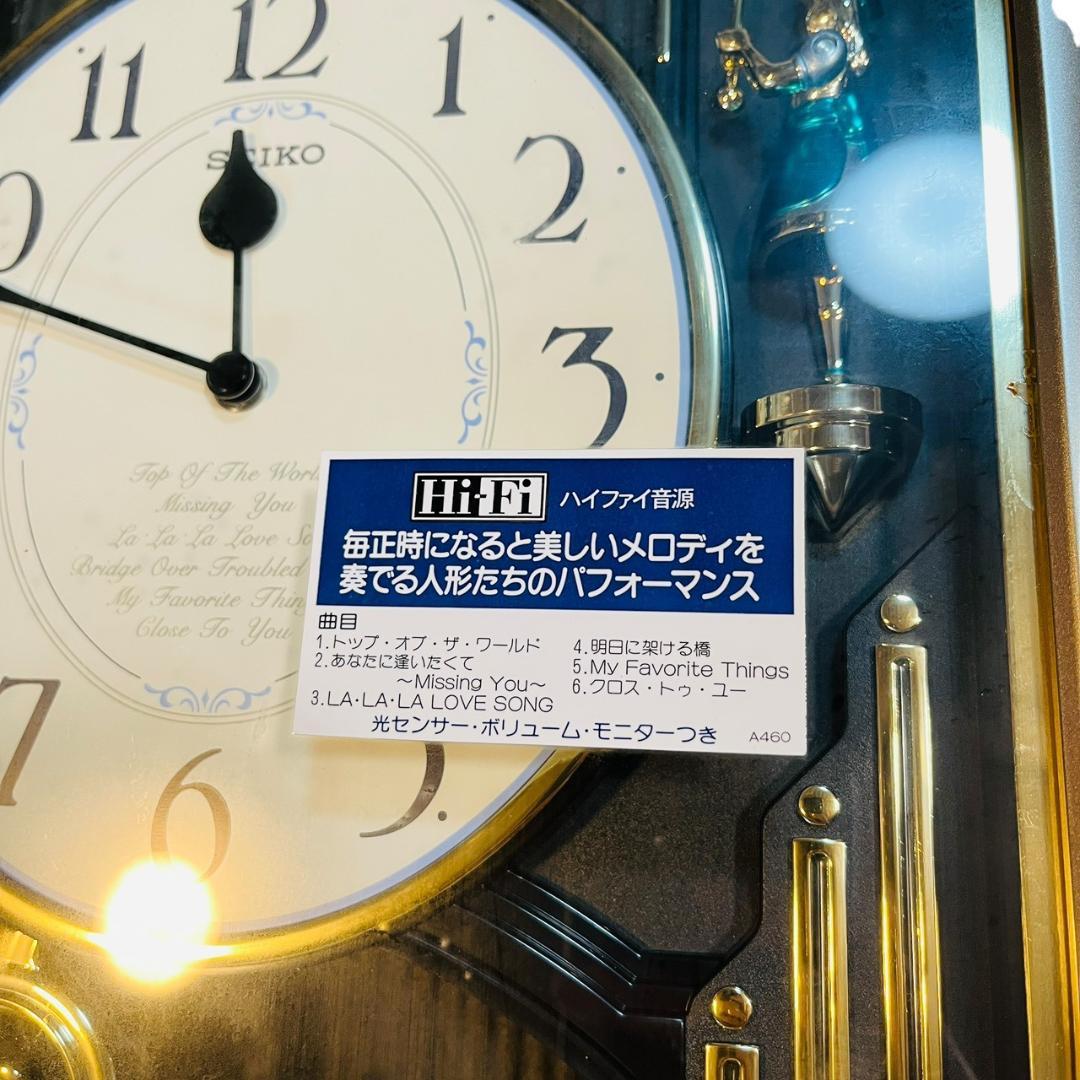 11
12
1
2
3
5
6
7
9
SEIKO
Top Of The
Missing You
La La La Love
Bridge Over Troubled
My Favorite
Close To You
Hi-Fi ハイファイ音源
毎正時になると美しいメロディを
奏でる人形たちのパフォーマンス
曲目
1.トップ・オブ・ザ・ワールド
2.あなたに逢いたくて
～Missing You～
3.LA・LA・LA LOVE SONG
4.明日に架ける橋
5.My Favorite Things
6.クロス・トゥ・ユー
光センサー・ボリューム・モニターつき
A460